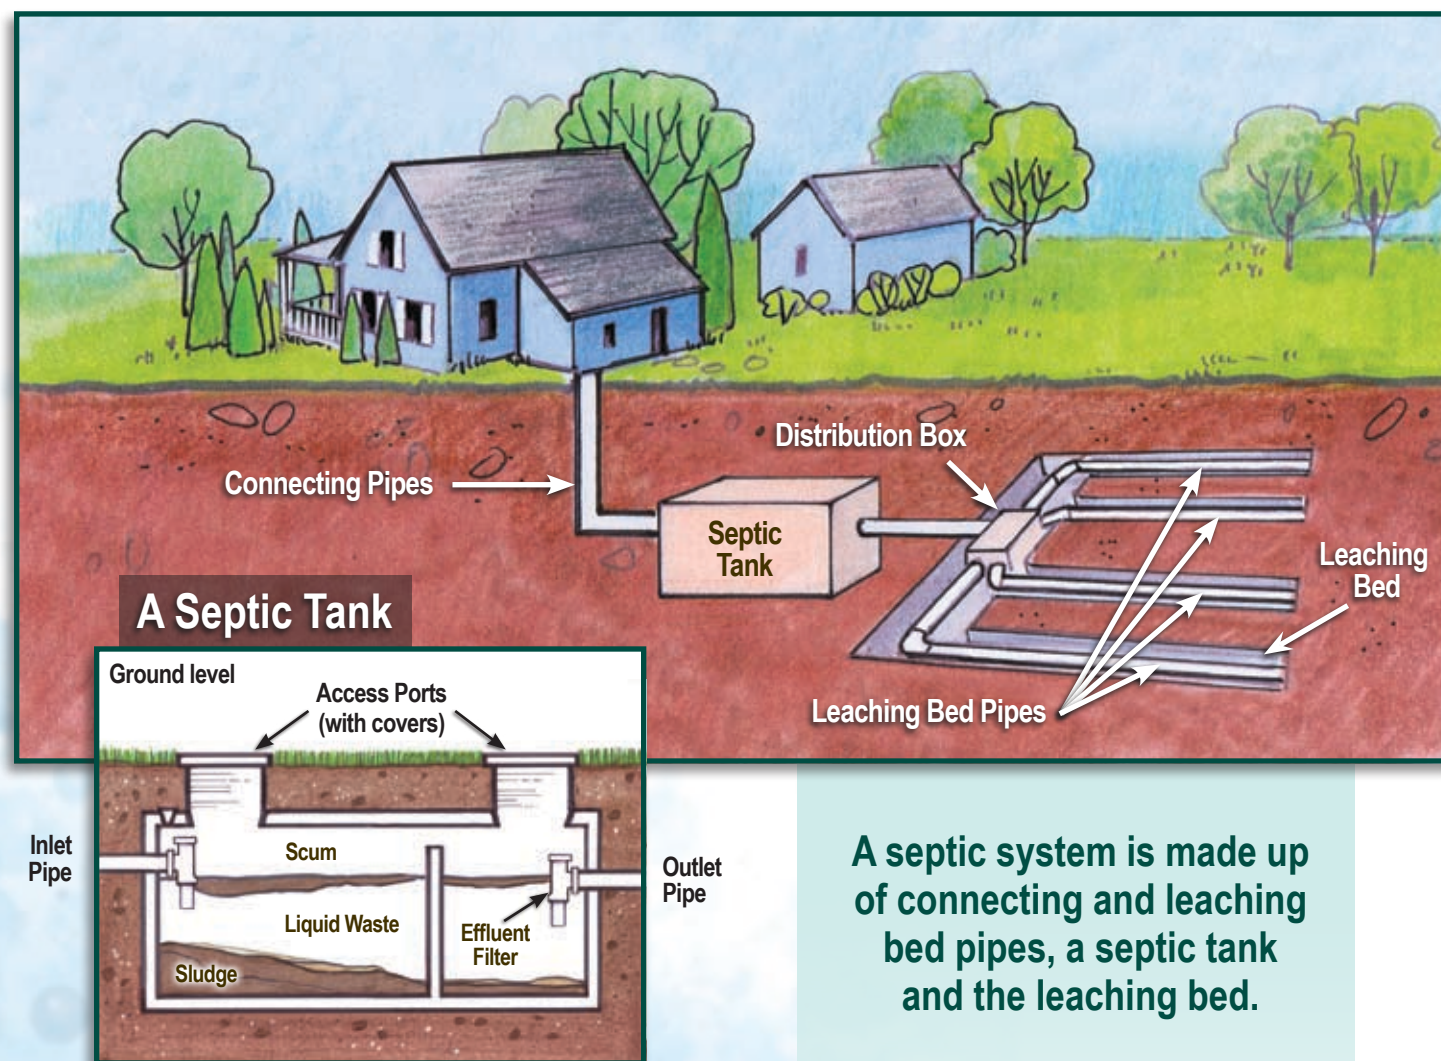 Distribution Box
Connecting Pipes
Septic
Tank
Leaching
Bed
Leaching Bed Pipes
A Septic Tank
Ground level
Access Ports
(with covers)
Inlet
Pipe
Scum
Outlet
Pipe
Liquid Waste
Effluent
Filter
Sludge
A septic system is made up
of connecting and leaching
bed pipes, a septic tank
and the leaching bed.